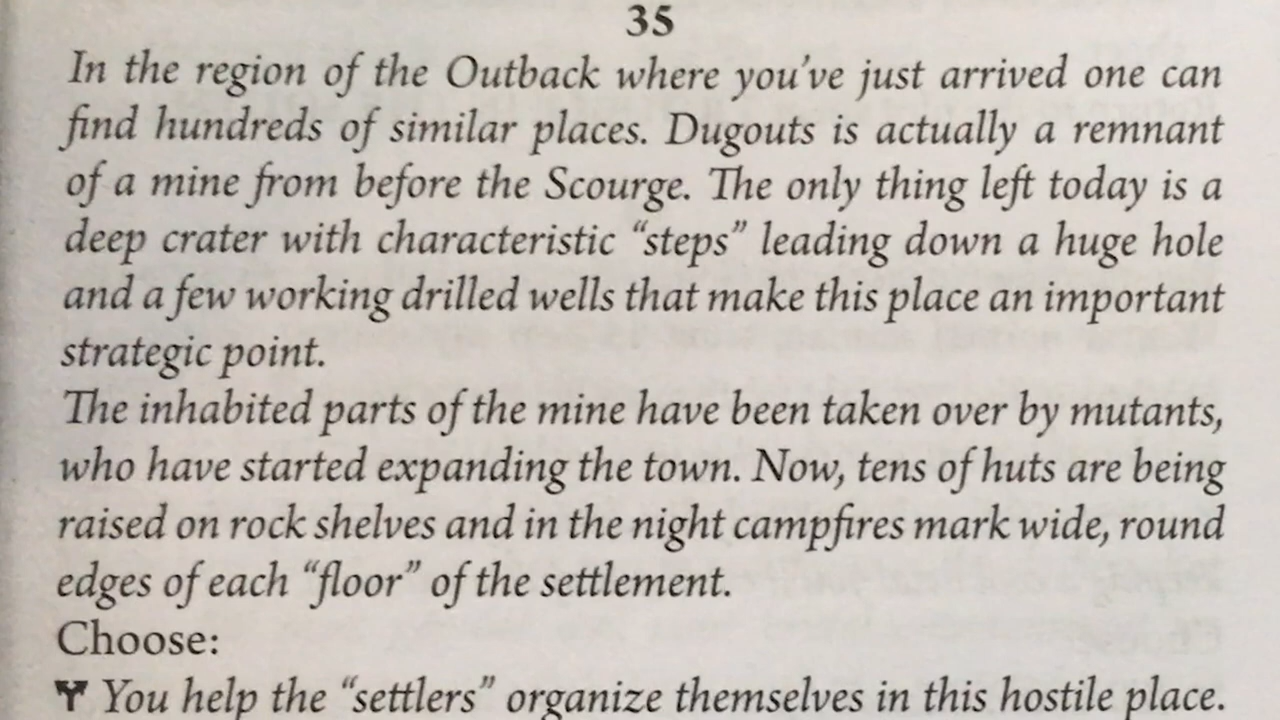 35
In the region of the Outback where you've just arrived one can
find hundreds of similar places. Dugouts is actually a remnant
of a mine from before the Scourge. The only thing left today is a
deep crater with characteristic “steps” leading down a huge hole
and a few working drilled wells that make this place an important
strategic point.
The inhabited parts of the mine have been taken over by mutants,
who have started expanding the town. Now, tens of huts are being
raised on rock shelves and in the night campfires mark wide, round
edges of each “floor” of the settlement.
Choose:
You help the “settlers” organize themselves in this hostile place.